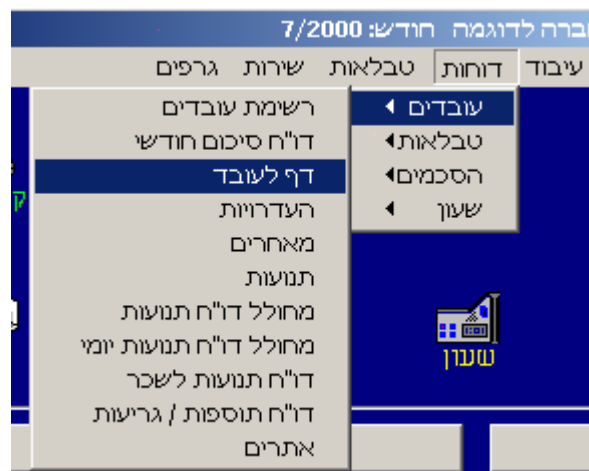 ברה לדוגמה חודש: 7/2000
עיבוד דוחות טבלאות שירות גרפים
עובדים
טבלאות
הסכמים
שעון
רשימת עובדים
דו"ח סיכום חודשי
דף לעובד
העדרויות
מאחרים
תנועות
מחולל דו"ח תנועות
מחולל דו"ח תנועות יומי
דו"ח תנועות לשכר
דו"ח תוספות / גריעות
אתרים
שעון